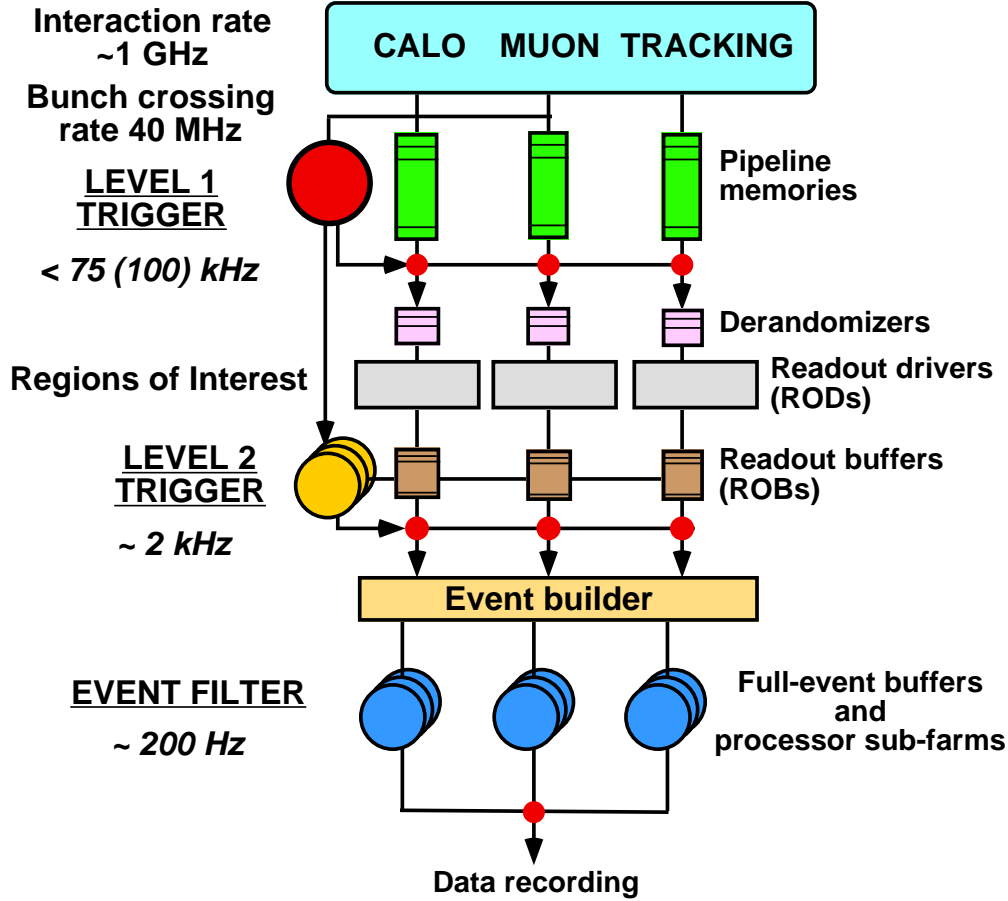 Interaction rate
~1 GHz
CALO MUON TRACKING
Bunch crossing
rate 40 MHz
LEVEL 1
TRIGGER
Pipeline
memories
< 75 (100) kHz
Derandomizers
Regions of Interest
Readout drivers
(RODs)
LEVEL 2
TRIGGER
Readout buffers
(ROBs)
~ 2 kHz
Event builder
EVENT FILTER
~ 200 Hz
Full-event buffers
and
processor sub-farms
Data recording